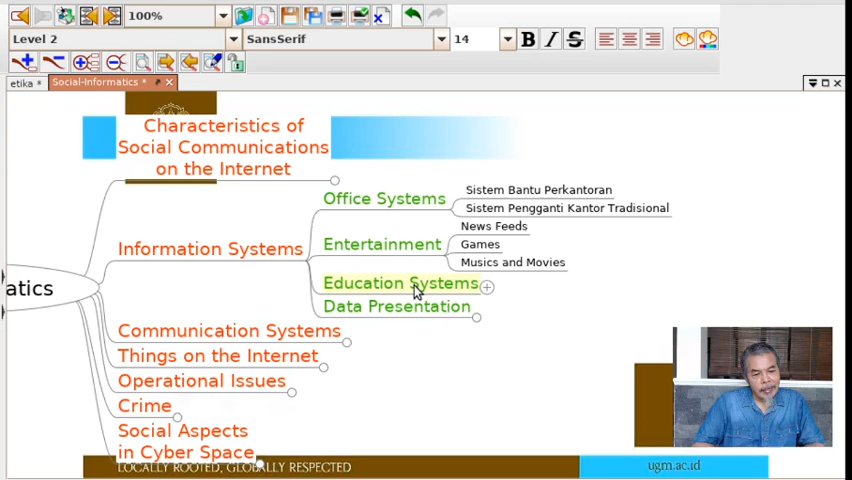 100%
Level 2
SansSerif
14
B I S
etika *
Social-Informatics *
Characteristics of
Social Communications
on the Internet
Office Systems
Sistem Bantu Perkantoran
Sistem Pengganti Kantor Tradisional
Information Systems
Entertainment
News Feeds
Games
Musics and Movies
Education Systems
Data Presentation
atics
Communication Systems
Things on the Internet
Operational Issues
Crime
Social Aspects
in Cyber Space
LOCALLY ROOTED, GLOBALLY RESPECTED
ugm.ac.id